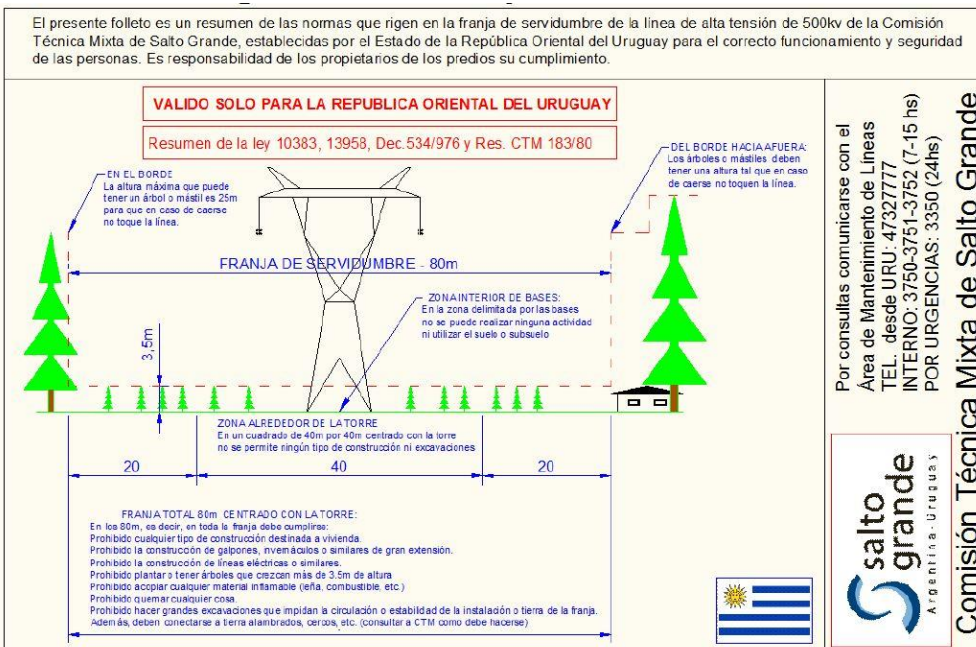 El presente folleto es un resumen de las normas que rigen en la franja de servidumbre de la línea de alta tensión de 500kv de la Comisión
Técnica Mixta de Salto Grande, establecidas por el Estado de la República Oriental del Uruguay para el correcto funcionamiento y seguridad
de las personas. Es responsabilidad de los propietarios de los predios su cumplimiento.
VALIDO SOLO PARA LA REPUBLICA ORIENTAL DEL URUGUAY
Resumen de la ley 10383, 13958, Dec.534/976 y Res. CTM 183/80
EN EL BORDE
La altura máxima que puede
tener un árbol o mástil es 25m
para que en caso de caerse
no toque la línea.
DEL BORDE HACIA AFUERA:
Los árboles o mástiles deben
tener una altura tal que en caso
de caerse no toquen la línea.
FRANJA DE SERVIDUMBRE - 80m
ZONA INTERIOR DE BASES:
En la zona delimitada por las bases
no se puede realizar ninguna actividad
ni utilizar el suelo o subsuelo
3,5m
ZONA ALREDEDOR DE LA TORRE
En un cuadrado de 40m por 40m centrado con la torre
no se permite ningún tipo de construcción ni excavaciones
20
40
20
FRANJA TOTAL 80m CENTRADO CON LA TORRE:
En los 80m, es decir, en toda la franja debe cumplirse:
Prohibido cualquier tipo de construcción destinada a vivienda.
Prohibido la construcción de galpones, invernáculos o similares de gran extensión.
Prohibido la construcción de líneas eléctricas o similares.
Prohibido plantar o tener árboles que crezcan más de 3.5m de altura
Prohibido acopiar cualquier material inflamable (leña, combustible, etc.)
Prohibido quemar cualquier cosa.
Prohibido hacer grandes excavaciones que impidan la circulación o estabilidad de la instalación o tierra de la franja.
Además, deben conectarse a tierra alambrados, cercos, etc. (consultar a CTM como debe hacerse)
Por consultas comunicarse con el
Área de Mantenimiento de Líneas
TEL. desde URU: 47327777
INTERNO: 3750-3751-3752 (7-15 hs)
POR URGENCIAS: 3350 (24hs)
salto
grande
Argentina-Uruguay
Comisión Técnica Mixta de Salto Grande